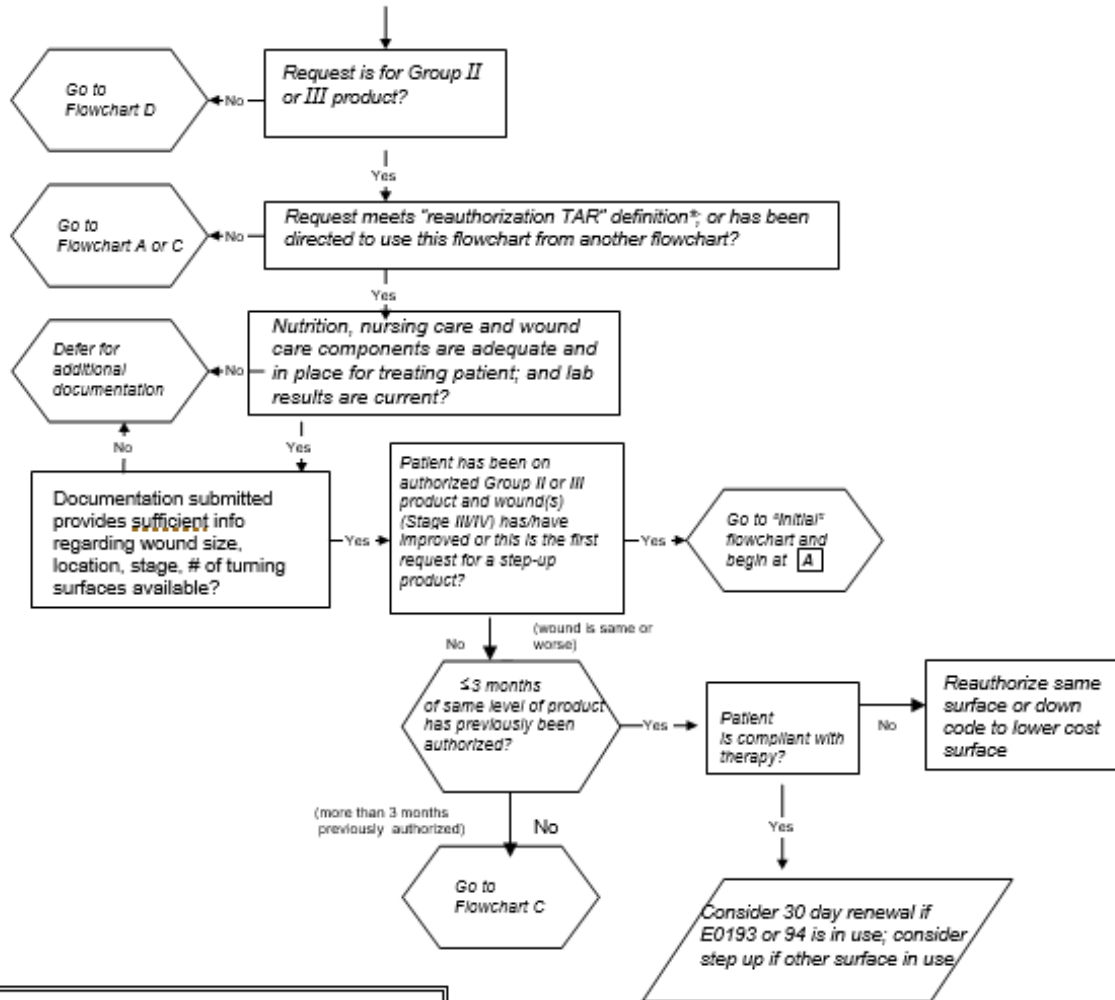 Request is for Group II
or III product?
Go to
Flowchart D
No
Yes
Request meets "reauthorization TAR" definition*; or has been
directed to use this flowchart from another flowchart?
Go to
Flowchart A or C
No
Yes
Nutrition, nursing care and wound
care components are adequate and
in place for treating patient; and lab
results are current?
Defer for
additional
documentation
No
No
Yes
Documentation submitted
provides sufficient info
regarding wound size,
location, stage, # of turning
surfaces available?
Yes
Patient has been on
authorized Group II or III
product and wound(s)
(Stage III/IV) has/have
improved or this is the first
request for a step-up
product?
Yes
Go to "Initial"
flowchart and
begin at A
No
(wound is same or
worse)
≤3 months
of same level of product
has previously been
authorized?
Yes
Patient
is compliant with
therapy?
No
Reauthorize same
surface or down
code to lower cost
surface
(more than 3 months
previously authorized)
No
Yes
Go to
Flowchart C
Consider 30 day renewal if
E0193 or 94 is in use; consider
step up if other surface in use